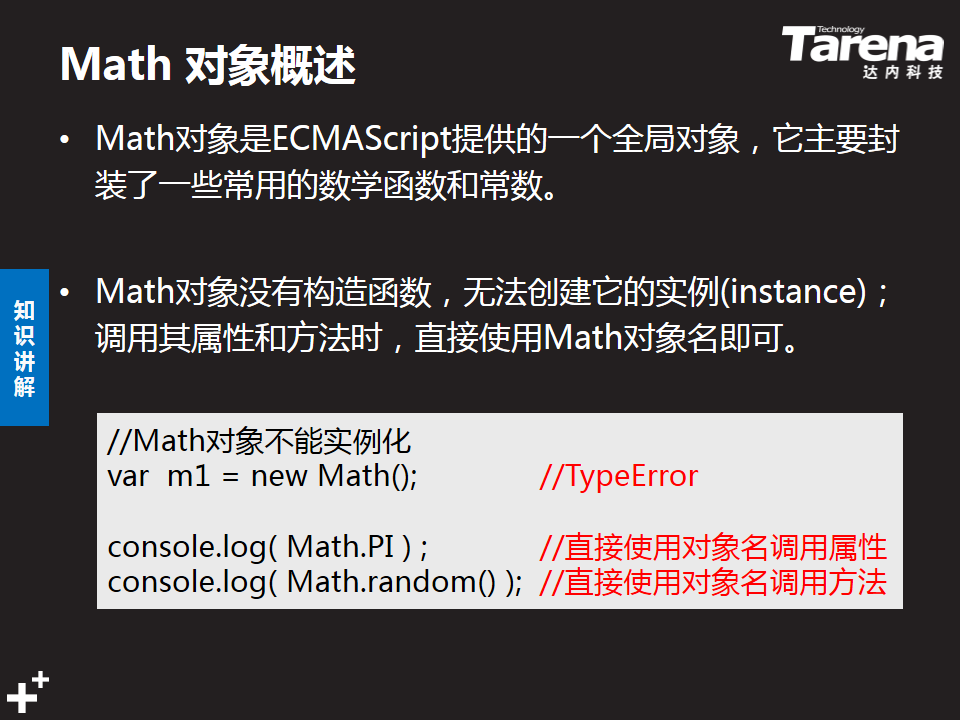 Math 对象概述
Technology
Tarena
达内科技
• Math对象是ECMAScript提供的一个全局对象，它主要封
装了一些常用的数学函数和常数。
• Math对象没有构造函数，无法创建它的实例(instance)；
调用其属性和方法时，直接使用Math对象名即可。
知识讲解
//Math对象不能实例化
var  m1 = new Math(); //TypeError
console.log( Math.PI ) ; //直接使用对象名调用属性
console.log( Math.random() ); //直接使用对象名调用方法